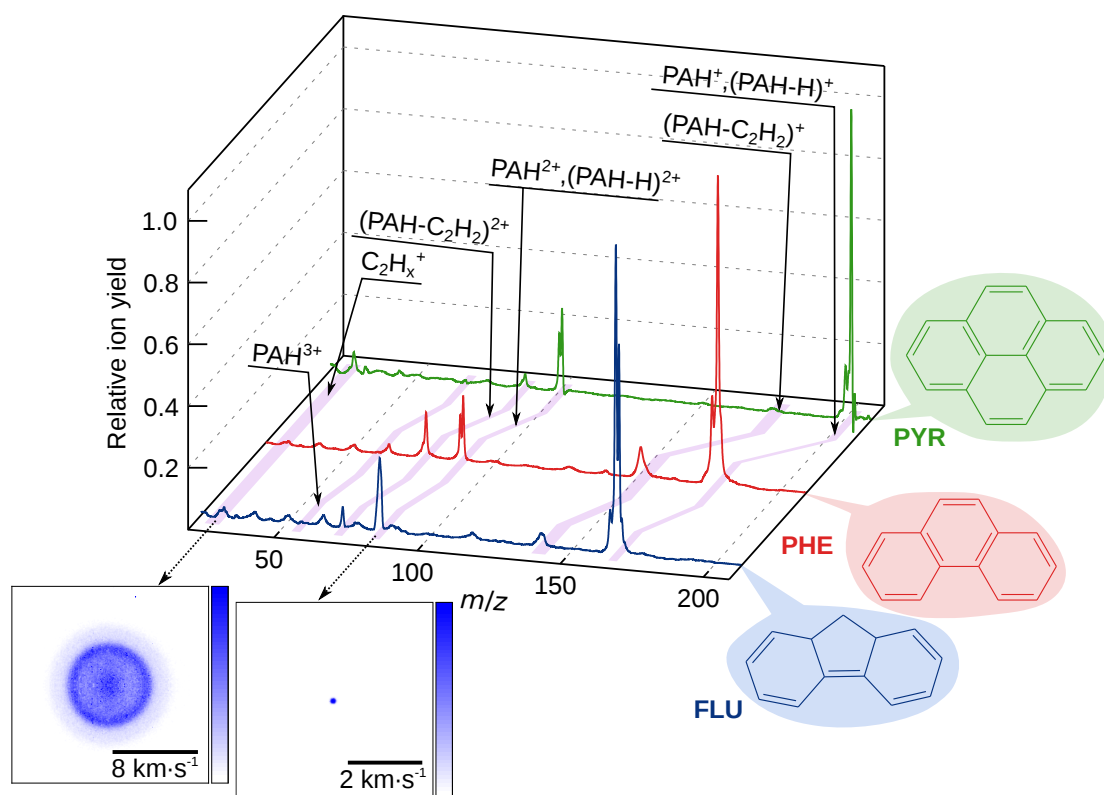 PAH⁺,(PAH-H)⁺
(PAH-C₂H₂)⁺
PAH²⁺,(PAH-H)²⁺
(PAH-C₂H₂)²⁺
C₂Hₓ⁺
PAH³⁺
Relative ion yield
1.0
0.8
0.6
0.4
0.2
50
100
150
200
m/z
PYR
PHE
FLU
8 km·s⁻¹
2 km·s⁻¹